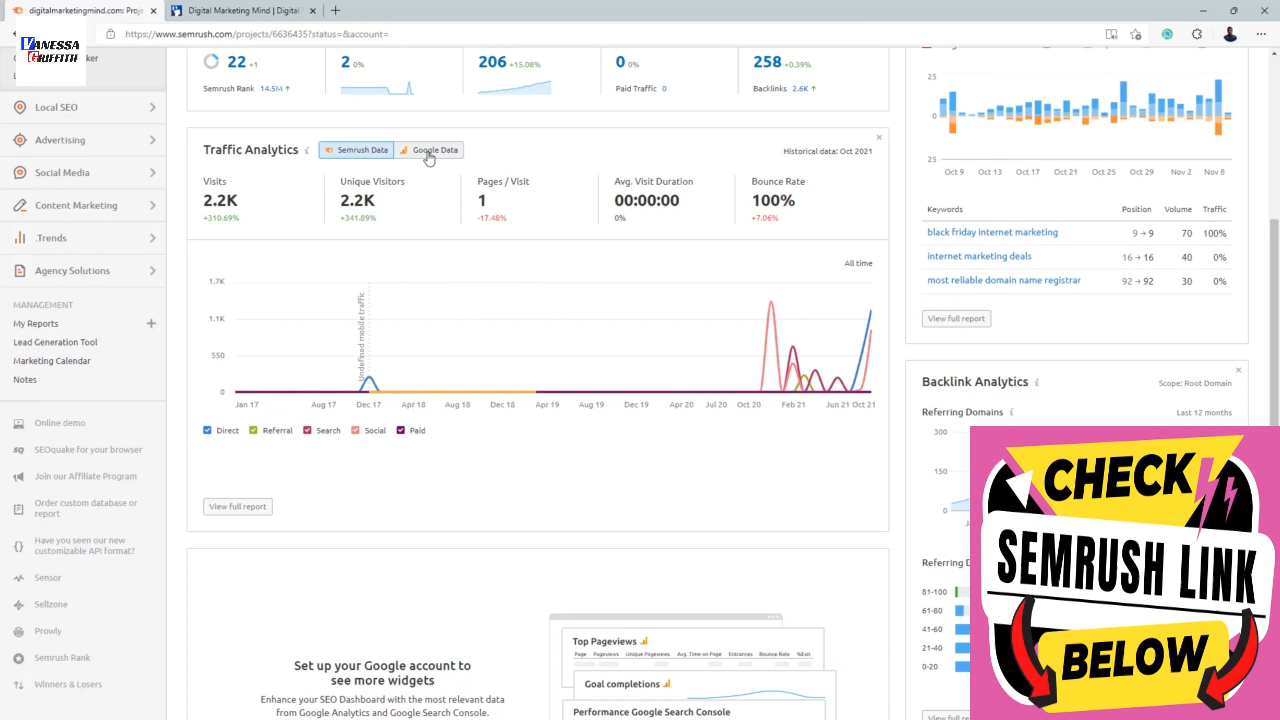 digitalmarketingmind.com: Proje
Digital Marketing Mind | Digital
https://www.semrush.com/projects/6636435?status=&account=
VANESSA
GRIFFITH
Local SEO
Advertising
Social Media
Content Marketing
.Trends
Agency Solutions
MANAGEMENT
My Reports
Lead Generation Tool
Marketing Calendar
Notes
Online demo
SEOquake for your browser
Join our Affiliate Program
Order custom database or
report
Have you seen our new
customizable API format?
Sensor
Sellzone
Prowly
Semrush Rank
Winners & Losers
22 +1
2 0%
206 +15.08%
0 0%
258 +0.39%
Semrush Rank 14.5M
Paid Traffic 0
Backlinks 2.6K
Traffic Analytics
Semrush Data
Google Data
Historical data: Oct 2021
Visits
Unique Visitors
Pages / Visit
Avg. Visit Duration
Bounce Rate
2.2K
2.2K
1
00:00:00
100%
+310.69%
+341.89%
-17.48%
0%
+7.06%
All time
1.7K
1.1K
550
0
Undefined mobile traffic
Jan 17 Aug 17 Dec 17 Apr 18 Aug 18 Dec 18 Apr 19 Aug 19 Dec 19 Apr 20 Jul 20 Oct 20 Feb 21 Jun 21 Oct 21
Direct Referral Search Social Paid
View full report
Set up your Google account to
see more widgets
Enhance your SEO Dashboard with the most relevant data
from Google Analytics and Google Search Console.
Top Pageviews
Page Pageviews Unique Pageviews Avg. Time on Page Entrances Bounce Rate %Exit
Goal completions
Performance Google Search Console
25
0
25
Oct 9 Oct 13 Oct 17 Oct 21 Oct 25 Oct 29 Nov 2 Nov 8
Keywords Position Volume Traffic
black friday internet marketing 9 → 9 70 100%
internet marketing deals 16 → 16 40 0%
most reliable domain name registrar 92 → 92 30 0%
View full report
Backlink Analytics
Scope: Root Domain
Referring Domains
Last 12 months
300
150
0
81-100
61-80
41-60
21-40
0-20
CHECK
SEMRUSH LINK
BELOW